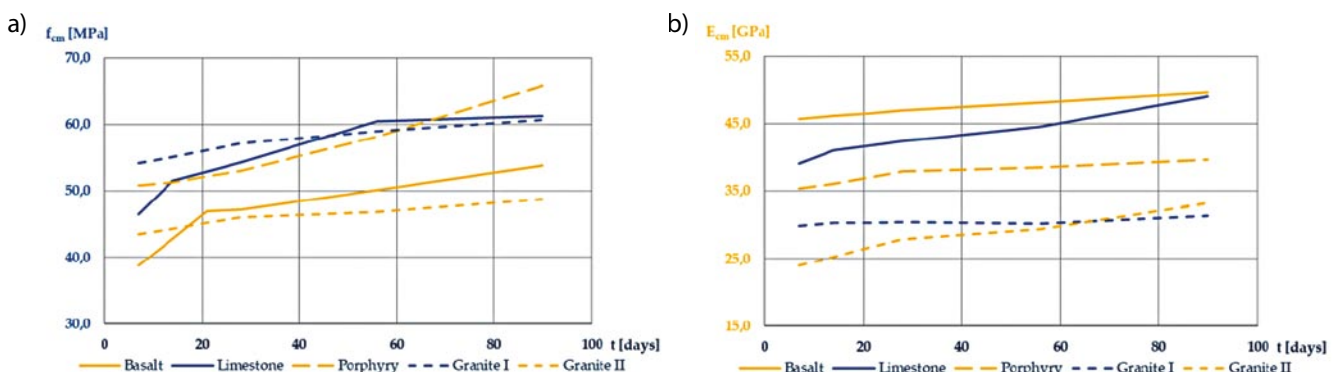 a)
f_cm [MPa]
70,0
60,0
50,0
40,0
30,0
0 20 40 60 80 100
t [days]
Basalt Limestone Porphyry Granite I Granite II
b)
E_cm [GPa]
55,0
45,0
35,0
25,0
15,0
0 20 40 60 80 100
t [days]
Basalt Limestone Porphyry Granite I Granite II